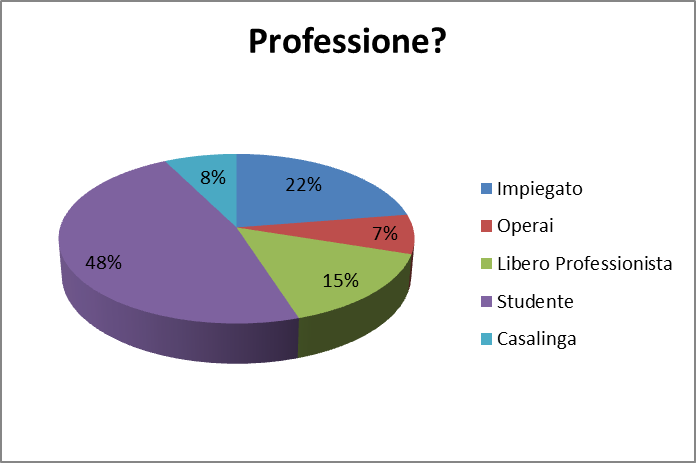 Professione?
22%
7%
15%
48%
8%
Impiegato
Operai
Libero Professionista
Studente
Casalinga